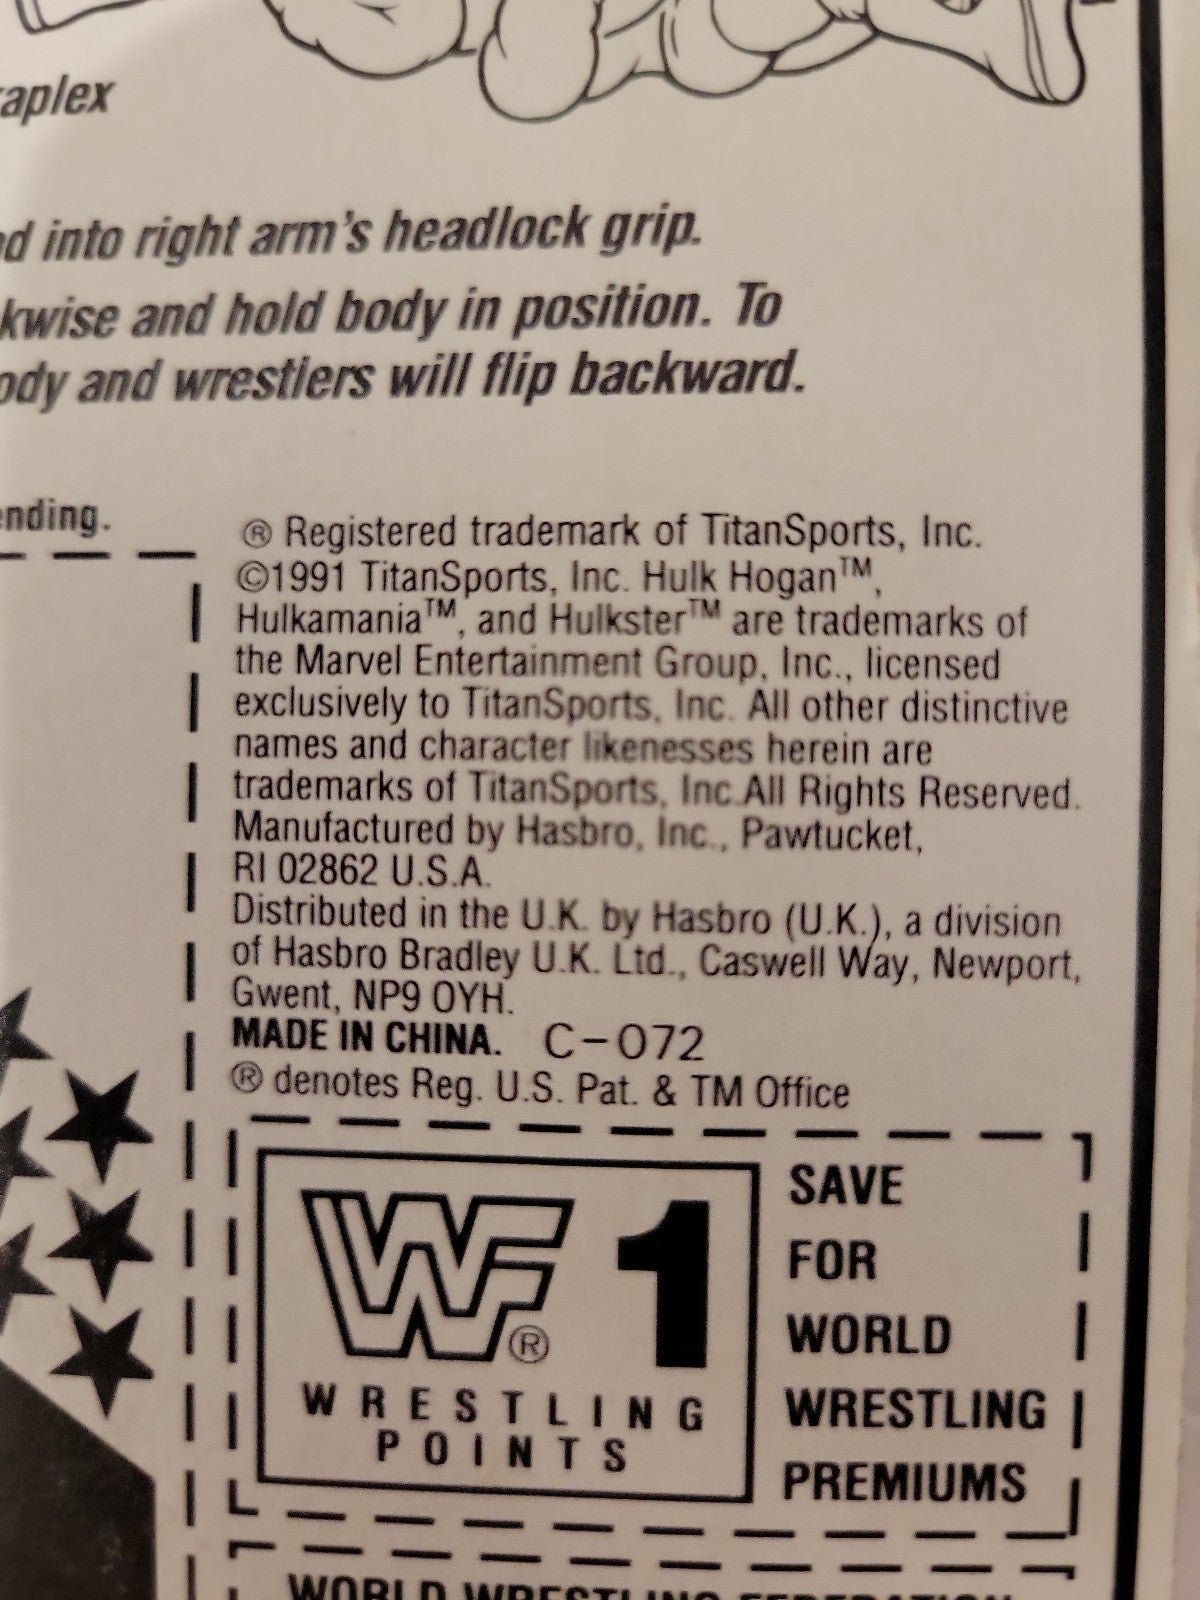 into right arm's headlock grip.
and hold body in position. To
and wrestlers will flip backward.
® Registered trademark of TitanSports, Inc.
©1991 TitanSports, Inc. Hulk Hogan™,
Hulkamania™, and Hulkster™ are trademarks of
the Marvel Entertainment Group, Inc., licensed
exclusively to TitanSports, Inc. All other distinctive
names and character likenesses herein are
trademarks of TitanSports, Inc.All Rights Reserved.
Manufactured by Hasbro, Inc., Pawtucket,
RI 02862 U.S.A.
Distributed in the U.K. by Hasbro (U.K.), a division
of Hasbro Bradley U.K. Ltd., Caswell Way, Newport,
Gwent, NP9 0YH.
MADE IN CHINA. C-072
® denotes Reg. U.S. Pat. & TM Office
WF® 1
WRESTLING
POINTS
SAVE
FOR
WORLD
WRESTLING
PREMIUMS
WORLD WRESTLING FEDERATION